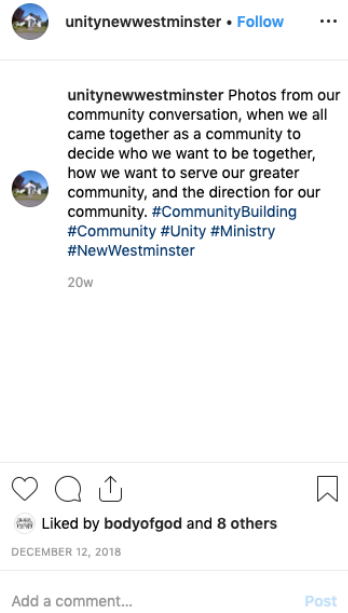 unitynewwestminster • Follow
unitynewwestminster Photos from our
community conversation, when we all
came together as a community to
decide who we want to be together,
how we want to serve our greater
community, and the direction for our
community. #CommunityBuilding
#Community #Unity #Ministry
#NewWestminster
20w
Liked by bodyofgod and 8 others
DECEMBER 12, 2018
Add a comment...
Post